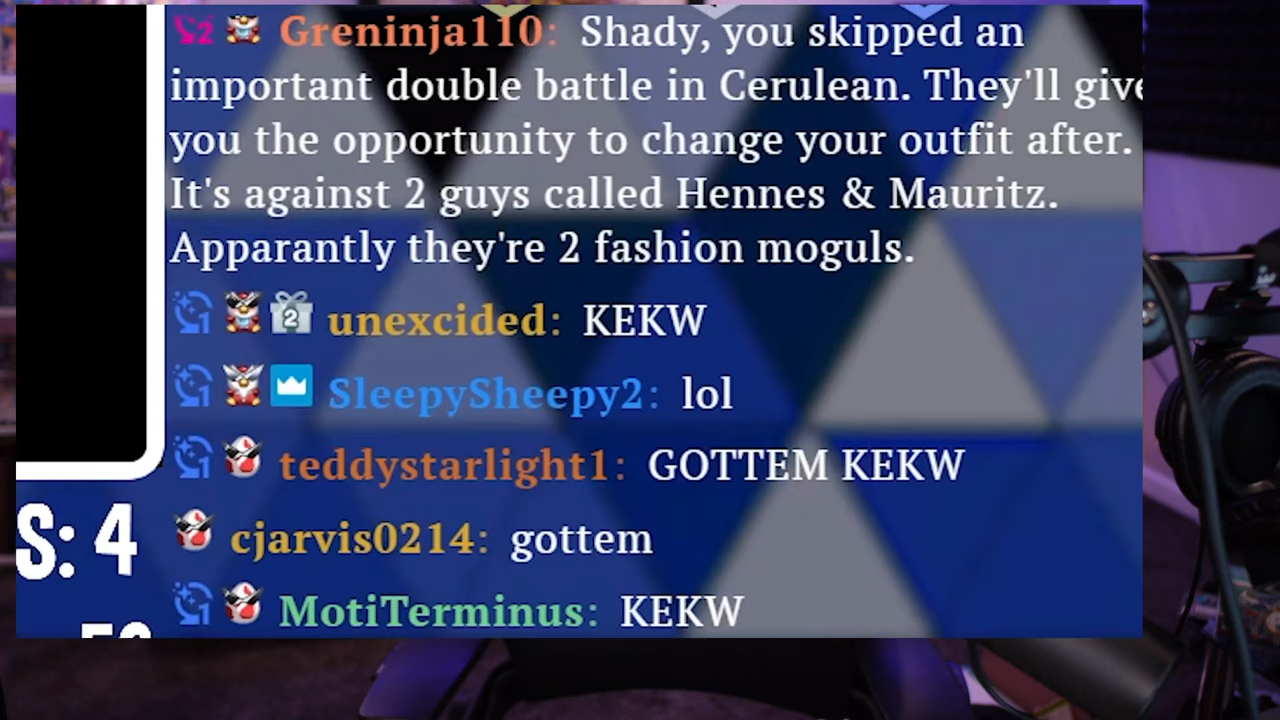 Greninja110: Shady, you skipped an
important double battle in Cerulean. They'll give
you the opportunity to change your outfit after.
It's against 2 guys called Hennes & Mauritz.
Apparantly they're 2 fashion moguls.
2 unexcided: KEKW
SleepySheepy2: lol
teddystarlight1: GOTTEM KEKW
cjarvis0214: gottem
MotiTerminus: KEKW
S: 4